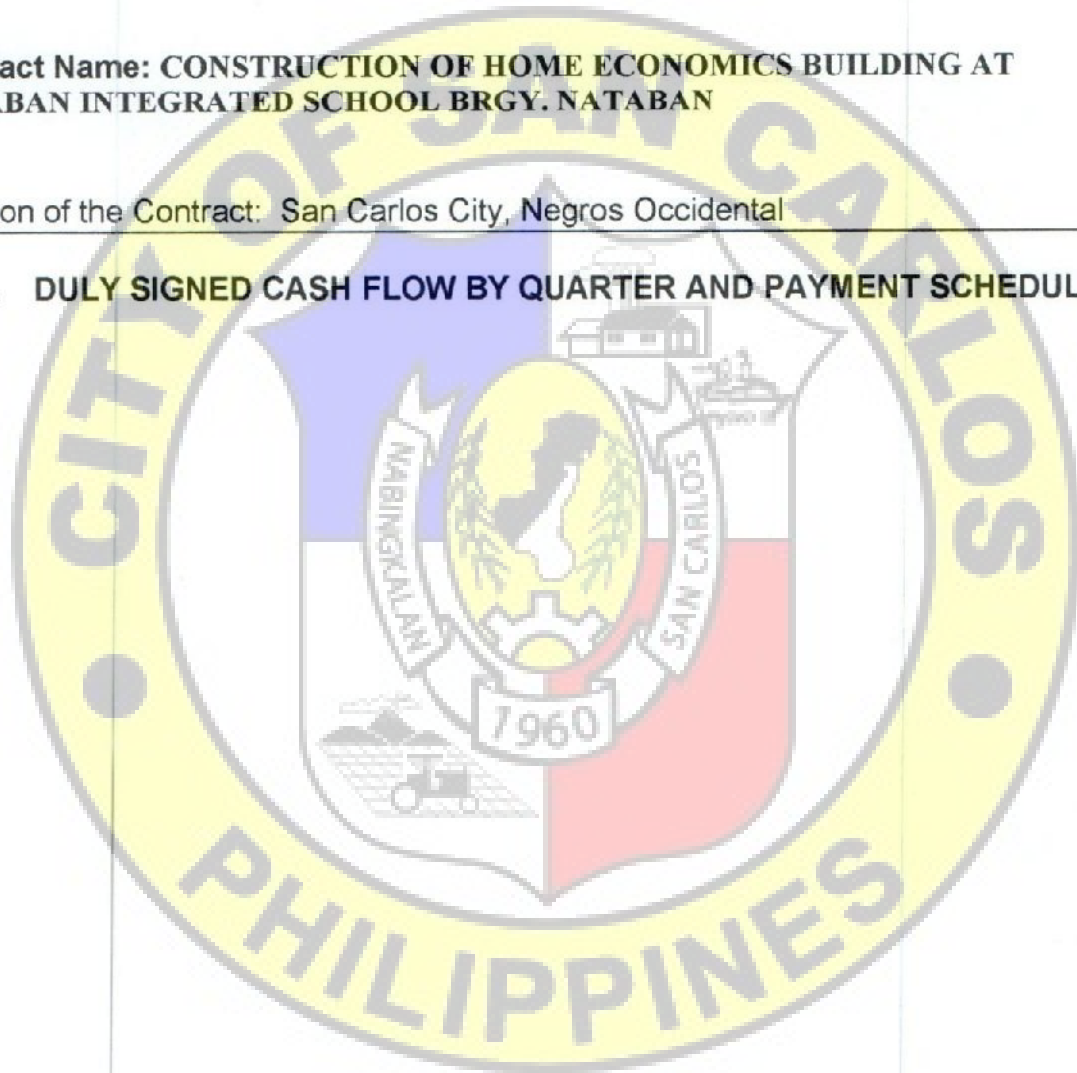 act Name: CONSTRUCTION OF HOME ECONOMICS BUILDING AT
ABAN INTEGRATED SCHOOL BRGY. NATABAN
on of the Contract: San Carlos City, Negros Occidental
DULY SIGNED CASH FLOW BY QUARTER AND PAYMENT SCHEDUL
CITY OF SAN CARLOS
NABINGKALAN
SAN CARLOS
1960
PHILIPPINES